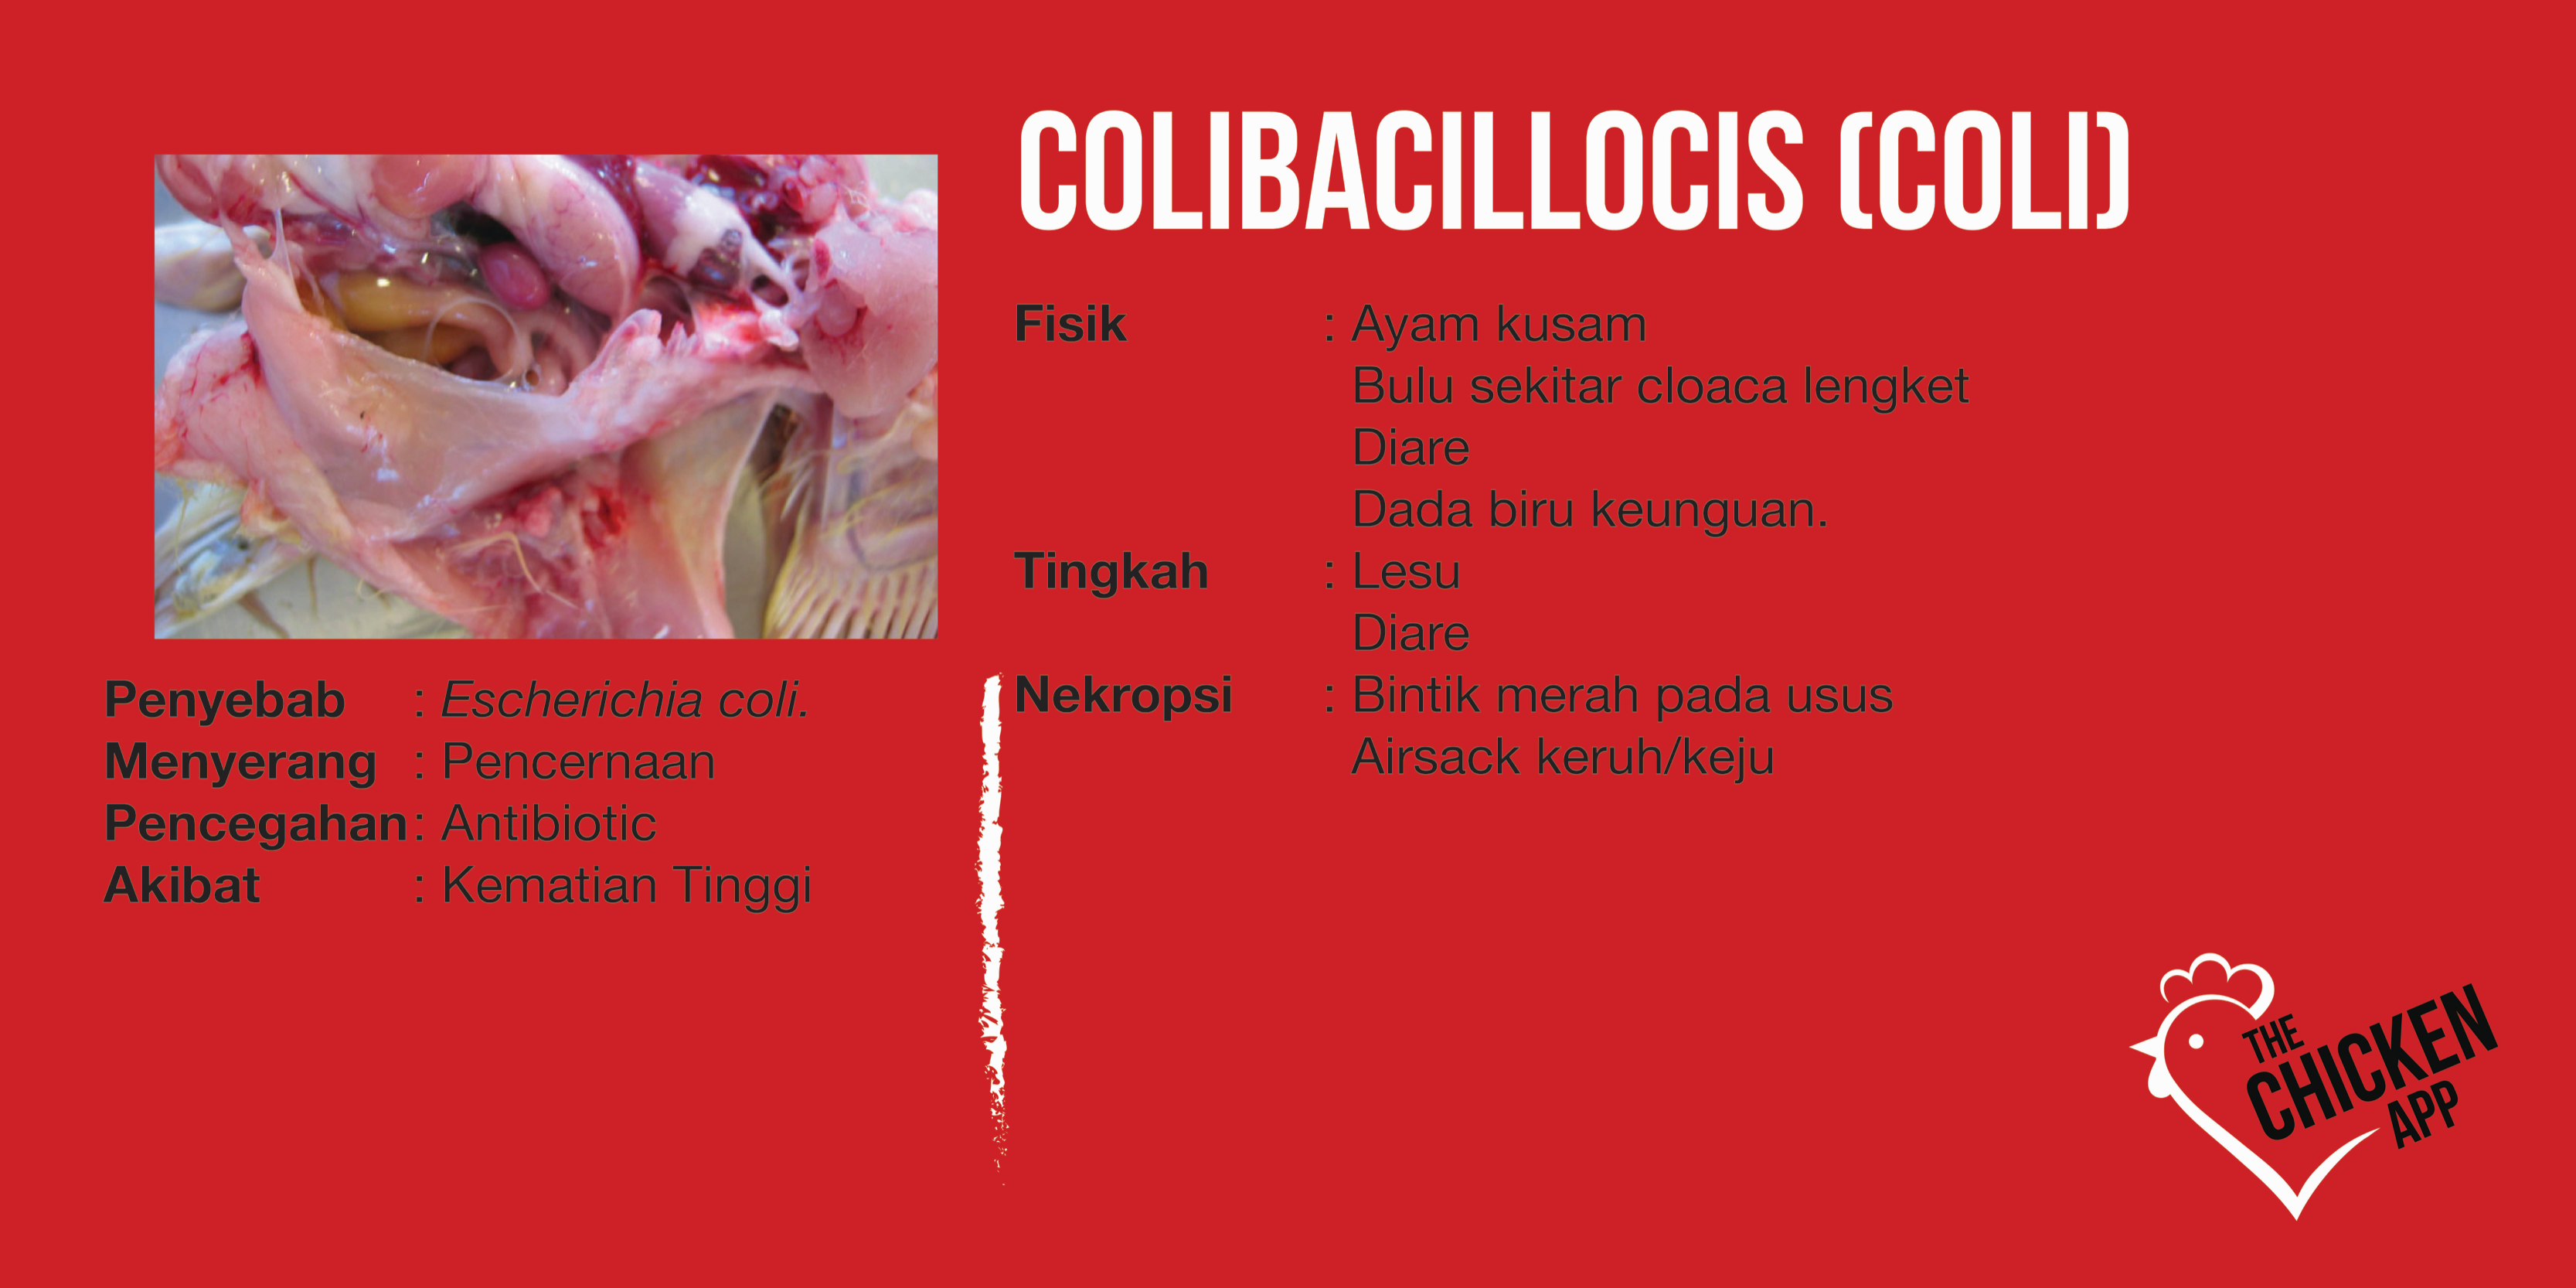 COLIBACILLOCIS (COLI)
Fisik : Ayam kusam
Bulu sekitar cloaca lengket
Diare
Dada biru keunguan.
Tingkah : Lesu
Diare
Nekropsi : Bintik merah pada usus
Airsack keruh/keju
Penyebab : Escherichia coli.
Menyerang : Pencernaan
Pencegahan : Antibiotic
Akibat : Kematian Tinggi
THE
CHICKEN
APP